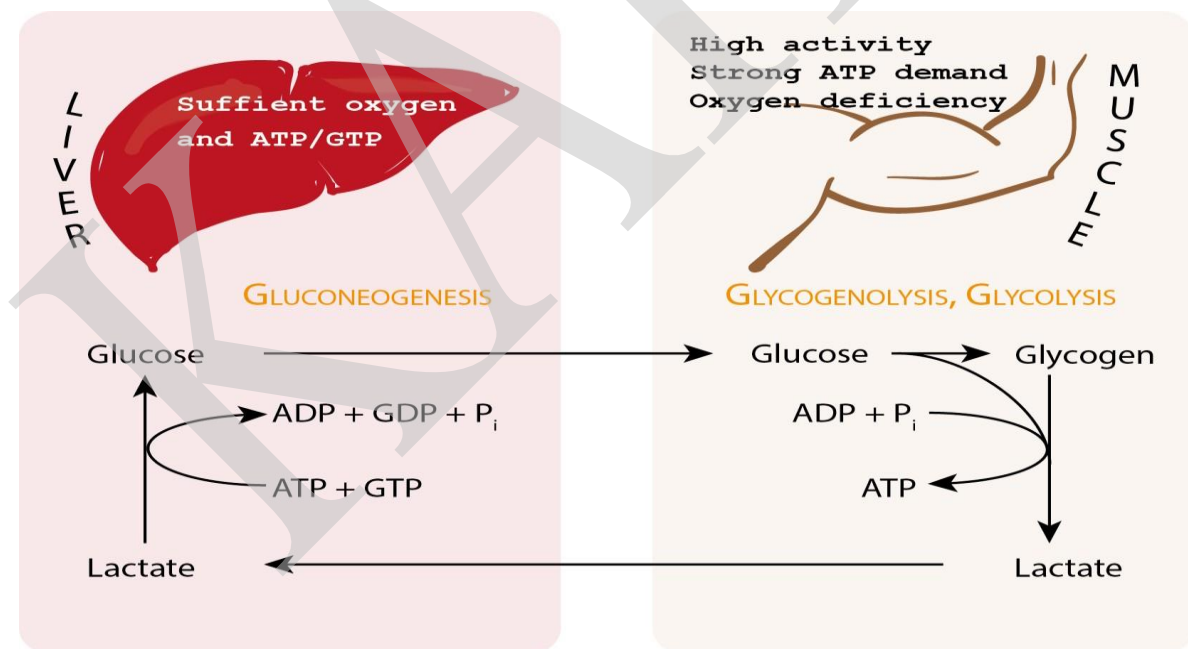 LIVER
Suffient oxygen
and ATP/GTP
GLUCONEOGENESIS
Glucose
ADP + GDP + Pi
ATP + GTP
Lactate
High activity
Strong ATP demand
Oxygen deficiency
MUSCLE
GLYCOGENOLYSIS, GLYCOLYSIS
Glucose
Glycogen
ADP + Pi
ATP
Lactate